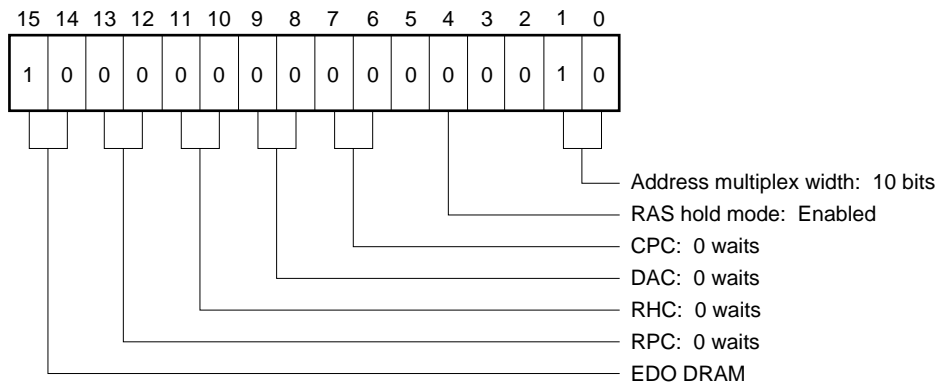 15 14 13 12 11 10 9 8 7 6 5 4 3 2 1 0
1 0 0 0 0 0 0 0 0 0 0 0 0 0 1 0
Address multiplex width: 10 bits
RAS hold mode: Enabled
CPC: 0 waits
DAC: 0 waits
RHC: 0 waits
RPC: 0 waits
EDO DRAM